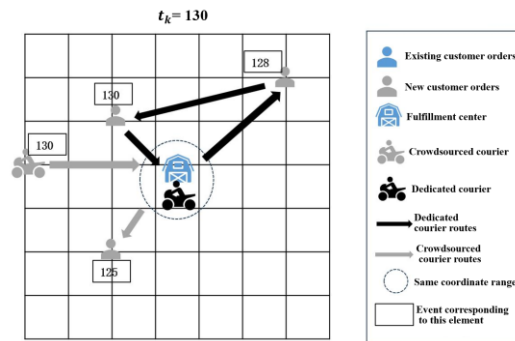 t_k = 130
128
130
130
125
Existing customer orders
New customer orders
Fulfillment center
Crowdsourced courier
Dedicated courier
Dedicated
courier routes
Crowdsourced
courier routes
Same coordinate range
Event corresponding
to this element